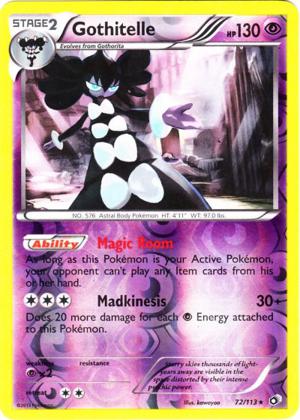 STAGE2
Gothitelle
HP130
Evolves from Gothorita
NO. 576 Astral Body Pokémon HT: 4'11" WT: 97.0 lbs.
Ability Magic Room
As long as this Pokémon is your Active Pokémon,
your opponent can't play any Item cards from his
or her hand.
Madkinesis 30+
Does 20 more damage for each Energy attached
to this Pokémon.
weakness resistance
×2
retreat
Starry skies thousands of light-
years away are visible in the
space distorted by their intense
psychic power.
Illus. kawayoo
72/113 ★